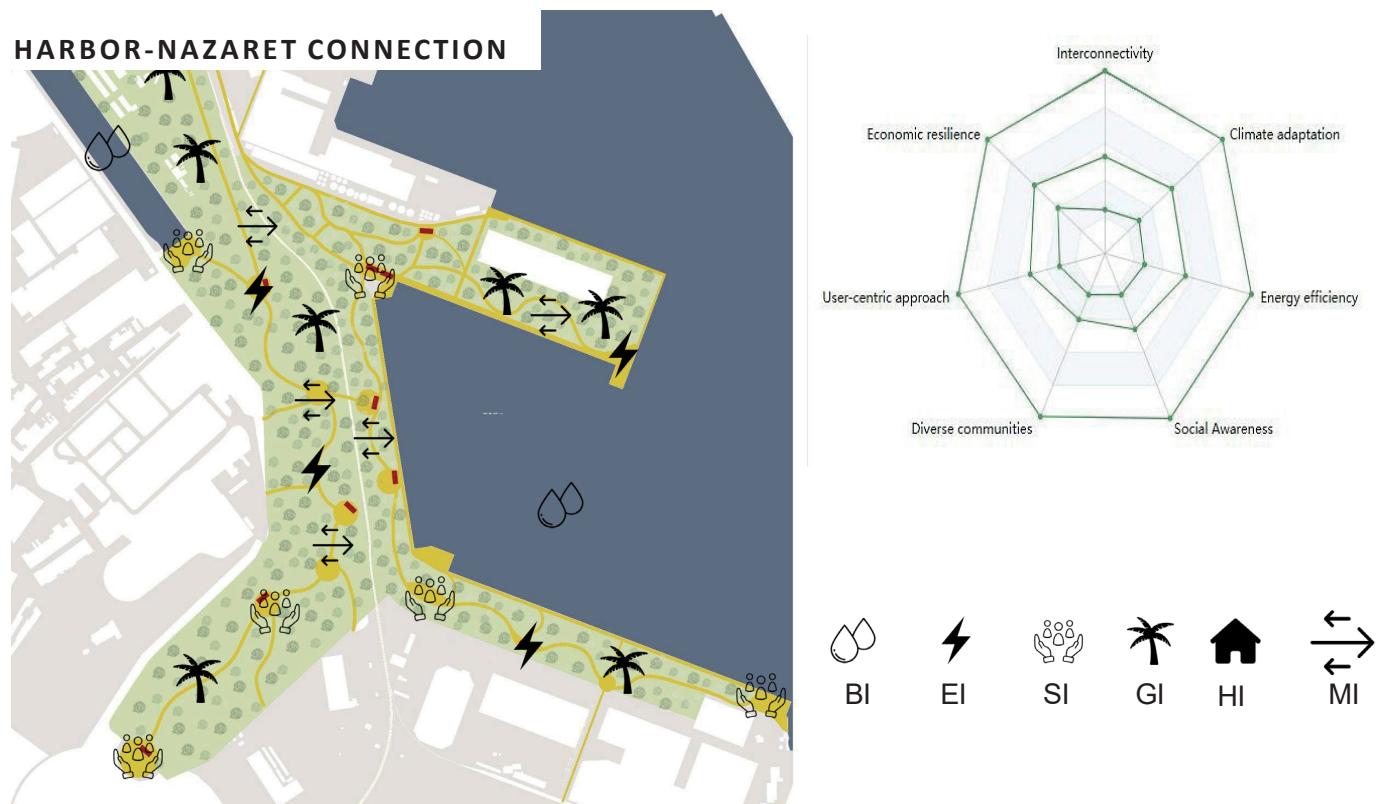 HARBOR-NAZARET CONNECTION
Interconnectivity
Economic resilience
Climate adaptation
User-centric approach
Energy efficiency
Diverse communities
Social Awareness
BI
EI
SI
GI
HI
MI